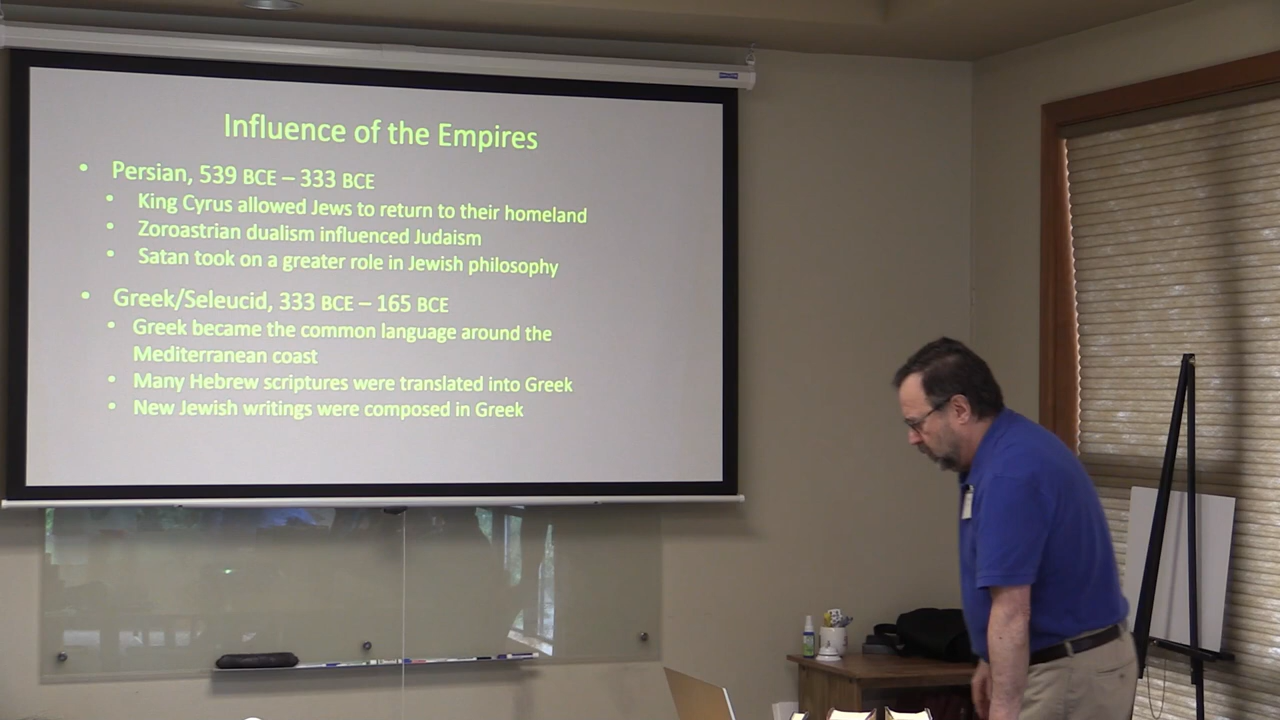 Influence of the Empires
• Persian, 539 BCE – 333 BCE
• King Cyrus allowed Jews to return to their homeland
• Zoroastrian dualism influenced Judaism
• Satan took on a greater role in Jewish philosophy
• Greek/Seleucid, 333 BCE – 165 BCE
• Greek became the common language around the
Mediterranean coast
• Many Hebrew scriptures were translated into Greek
• New Jewish writings were composed in Greek